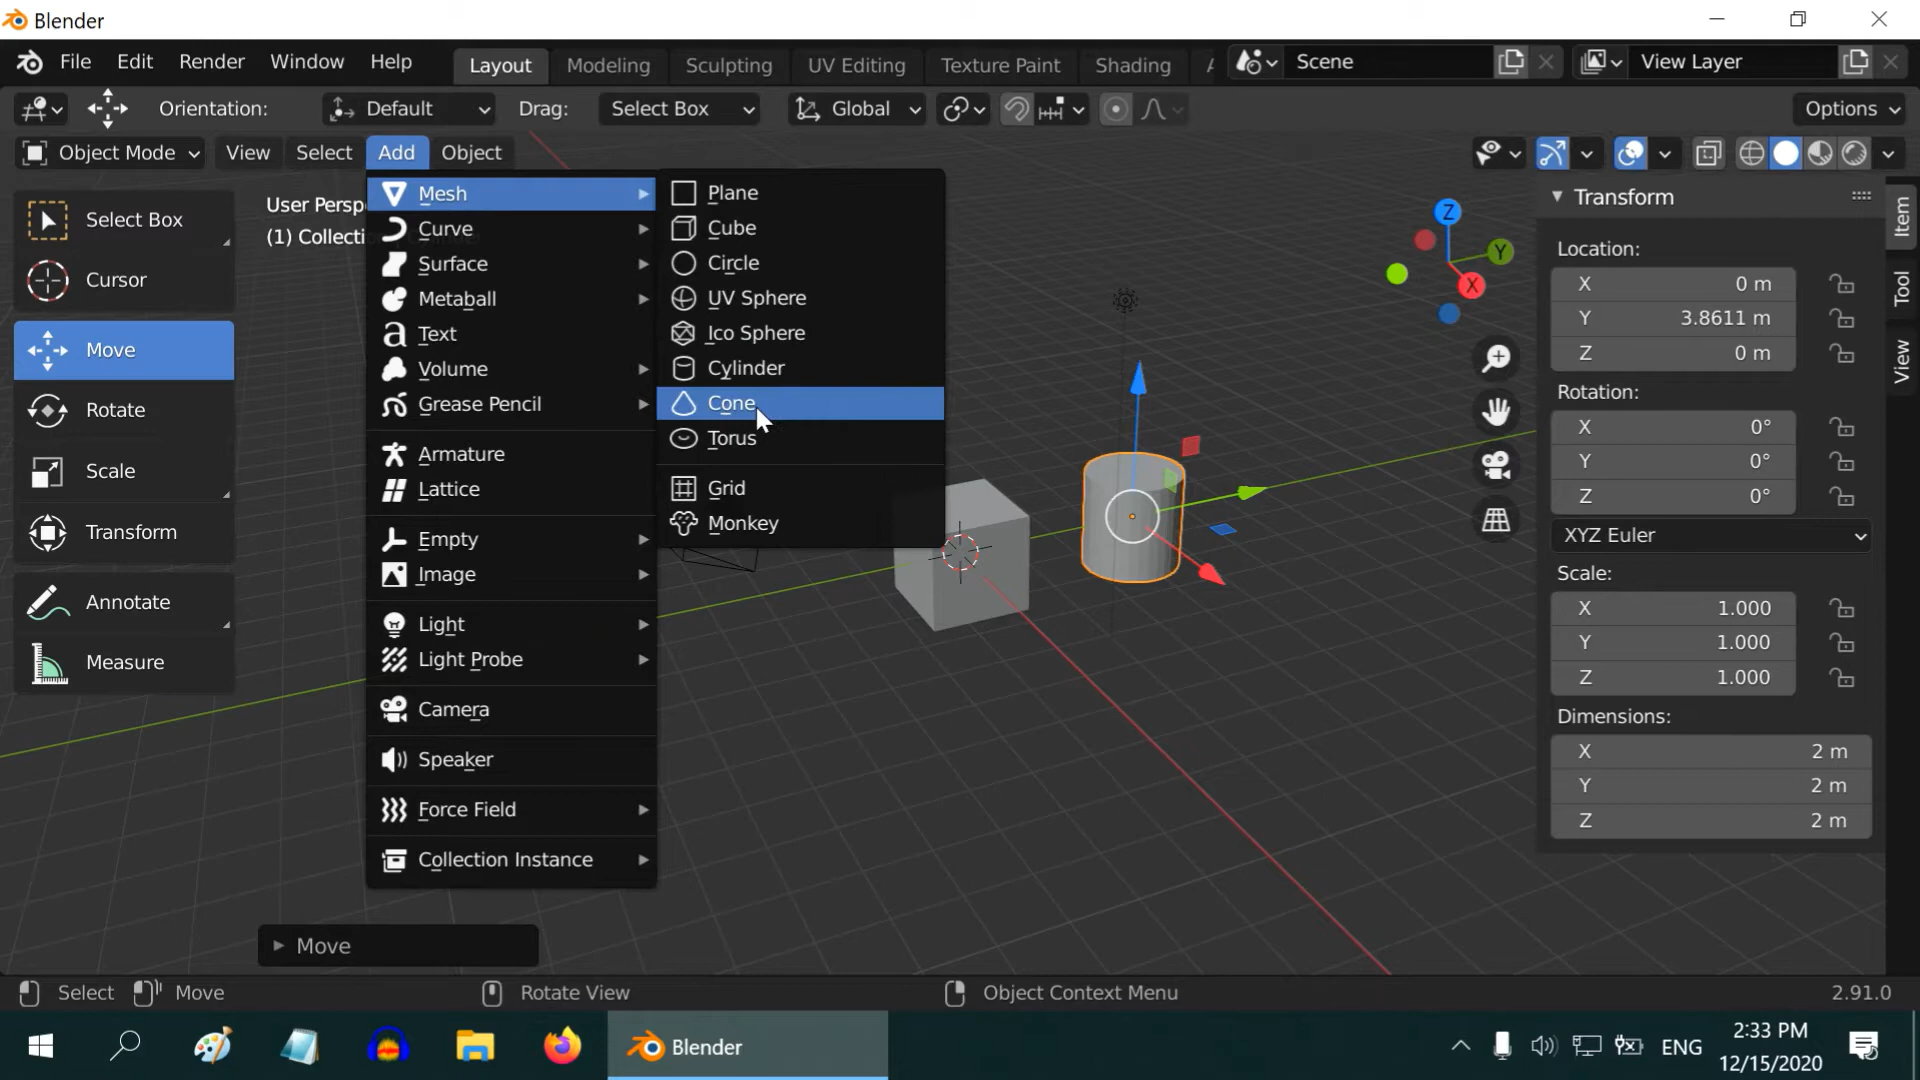 Blender
File Edit Render Window Help Layout Modeling Sculpting UV Editing Texture Paint Shading Scene View Layer
Orientation: Default Drag: Select Box Global Options
Object Mode View Select Add Object
User Persp
(1) Collecti
Select Box
Cursor
Move
Rotate
Scale
Transform
Annotate
Measure
Mesh
Curve
Surface
Metaball
Text
Volume
Grease Pencil
Armature
Lattice
Empty
Image
Light
Light Probe
Camera
Speaker
Force Field
Collection Instance
Plane
Cube
Circle
UV Sphere
Ico Sphere
Cylinder
Cone
Torus
Grid
Monkey
Z
Y
X
Transform
Location:
X 0 m
Y 3.8611 m
Z 0 m
Rotation:
X 0°
Y 0°
Z 0°
XYZ Euler
Scale:
X 1.000
Y 1.000
Z 1.000
Dimensions:
X 2 m
Y 2 m
Z 2 m
Item
Tool
View
Move
Select Move Rotate View Object Context Menu 2.91.0
Blender ENG
2:33 PM
12/15/2020